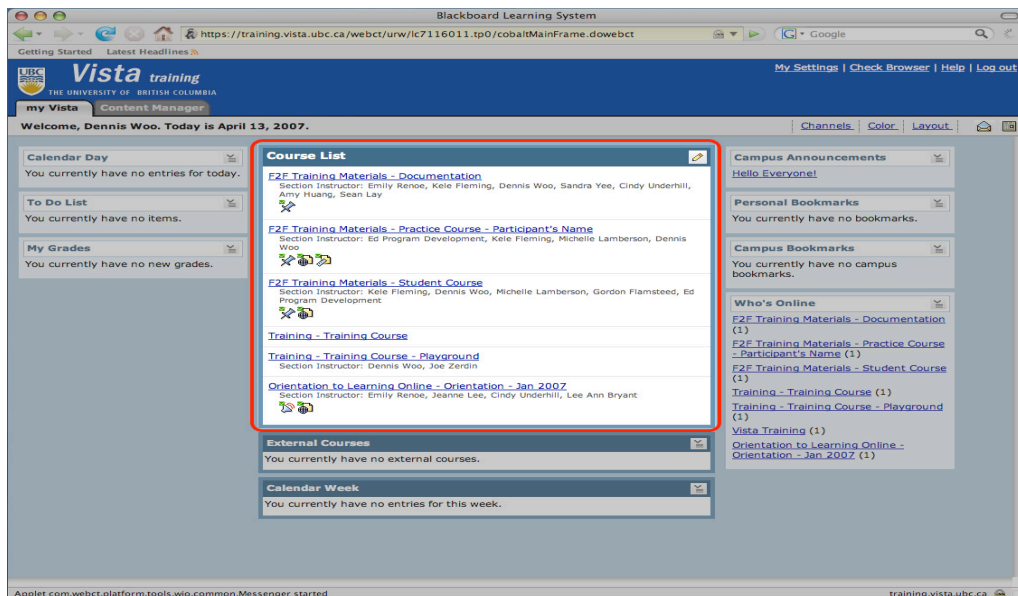 Blackboard Learning System
https://training.vista.ubc.ca/webct/urw/lc7116011.tp0/cobaltMainFrame.dowebct
G Google
Getting Started Latest Headlines
UBC
Vista training
THE UNIVERSITY OF BRITISH COLUMBIA
My Settings | Check Browser | Help | Log out
my Vista Content Manager
Welcome, Dennis Woo. Today is April 13, 2007.
Channels Color Layout
Calendar Day
You currently have no entries for today.
To Do List
You currently have no items.
My Grades
You currently have no new grades.
Course List
F2F Training Materials - Documentation
Section Instructor: Emily Renoe, Kele Fleming, Dennis Woo, Sandra Yee, Cindy Underhill,
Amy Huang, Sean Lay
F2F Training Materials - Practice Course - Participant's Name
Section Instructor: Ed Program Development, Kele Fleming, Michelle Lamberson, Dennis
Woo
F2F Training Materials - Student Course
Section Instructor: Kele Fleming, Dennis Woo, Michelle Lamberson, Gordon Flamsteed, Ed
Program Development
Training - Training Course
Training - Training Course - Playground
Section Instructor: Dennis Woo, Joe Zerdin
Orientation to Learning Online - Orientation - Jan 2007
Section Instructor: Emily Renoe, Jeanne Lee, Cindy Underhill, Lee Ann Bryant
External Courses
You currently have no external courses.
Calendar Week
You currently have no entries for this week.
Campus Announcements
Hello Everyone!
Personal Bookmarks
You currently have no bookmarks.
Campus Bookmarks
You currently have no campus
bookmarks.
Who's Online
F2F Training Materials - Documentation
(1)
F2F Training Materials - Practice Course
- Participant's Name (1)
F2F Training Materials - Student Course
(1)
Training - Training Course (1)
Training - Training Course - Playground
(1)
Vista Training (1)
Orientation to Learning Online -
Orientation - Jan 2007 (1)
Applet com.webct.platform.tools.wio.common.Messenger started
training.vista.ubc.ca